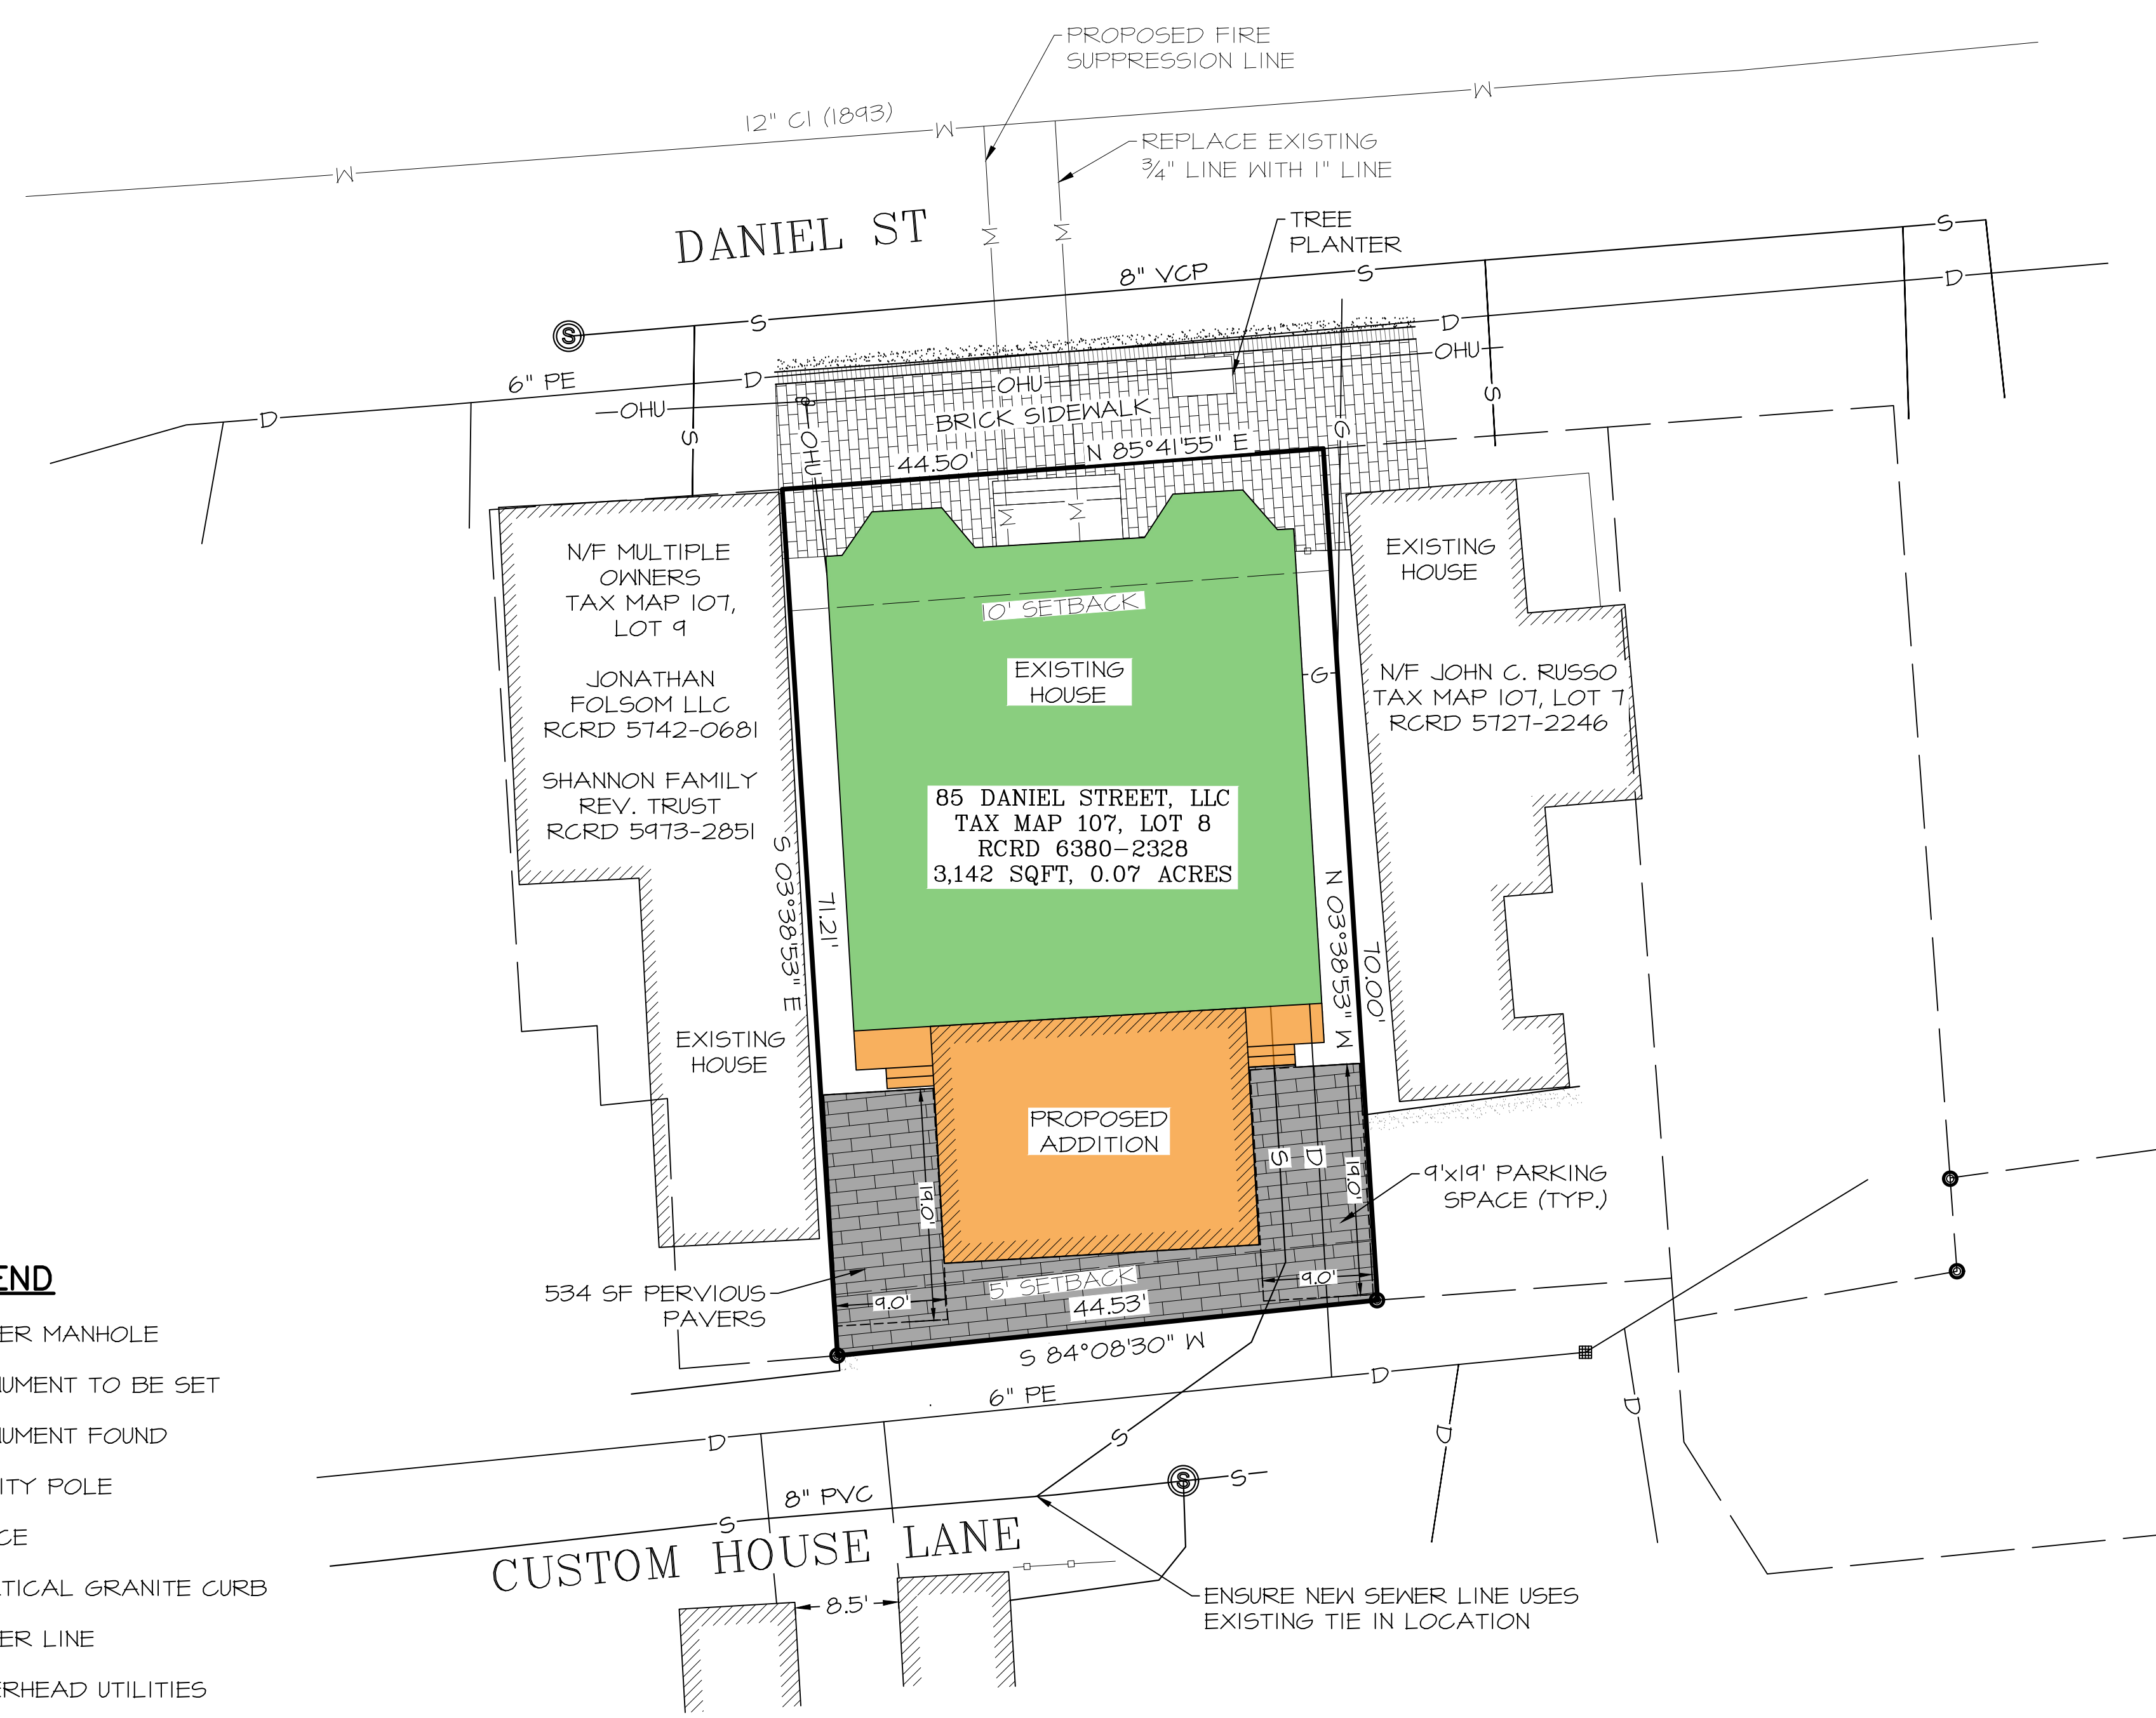 PROPOSED FIRE
SUPPRESSION LINE
12" CI (1893)
W
W
W
REPLACE EXISTING
3/4" LINE WITH 1" LINE
DANIEL ST
W
W
TREE
PLANTER
8" VCP
S
S
S
S
D
D
6" PE
D
D
OHU
OHU
OHU
OHU
S
S
G
BRICK SIDEWALK
44.50'
N 85°41'55" E
W
W
N/F MULTIPLE
OWNERS
TAX MAP 107,
LOT 9
JONATHAN
FOLSOM LLC
RCRD 5742-0681
SHANNON FAMILY
REV. TRUST
RCRD 5973-2851
EXISTING
HOUSE
10' SETBACK
EXISTING
HOUSE
G
85 DANIEL STREET, LLC
TAX MAP 107, LOT 8
RCRD 6380-2328
3,142 SQFT, 0.07 ACRES
EXISTING
HOUSE
N/F JOHN C. RUSSO
TAX MAP 107, LOT 7
RCRD 5727-2246
S 03°38'53" E
71.21'
N 03°38'53" W
70.00'
PROPOSED
ADDITION
S
D
19.0'
19.0'
9'x19' PARKING
SPACE (TYP.)
534 SF PERVIOUS
PAVERS
9.0'
5' SETBACK
9.0'
44.53'
S 84°08'30" W
6" PE
D
D
D
D
S
8" PVC
S
S
S
CUSTOM HOUSE LANE
8.5'
ENSURE NEW SEWER LINE USES
EXISTING TIE IN LOCATION
END
ER MANHOLE
UMENT TO BE SET
UMENT FOUND
ITY POLE
CE
TICAL GRANITE CURB
ER LINE
ERHEAD UTILITIES